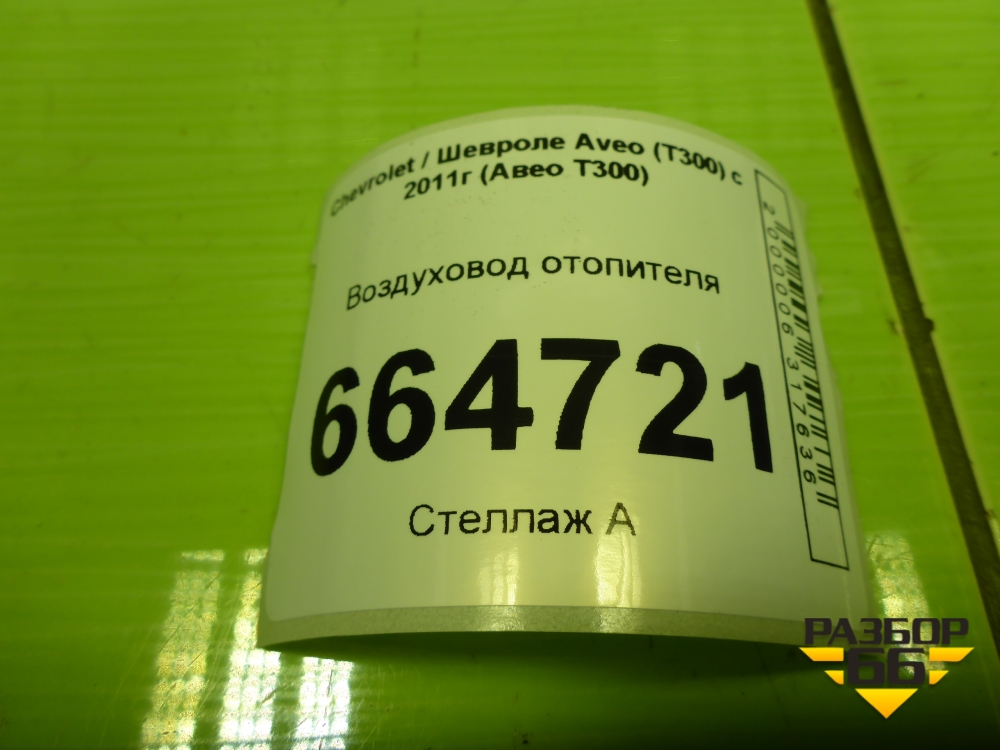 Chevrolet / Шевроле Aveo (T300) с
2011г (Авео T300)
Воздуховод отопителя
664721
Стеллаж А
2000006317636
РАЗБОР
66